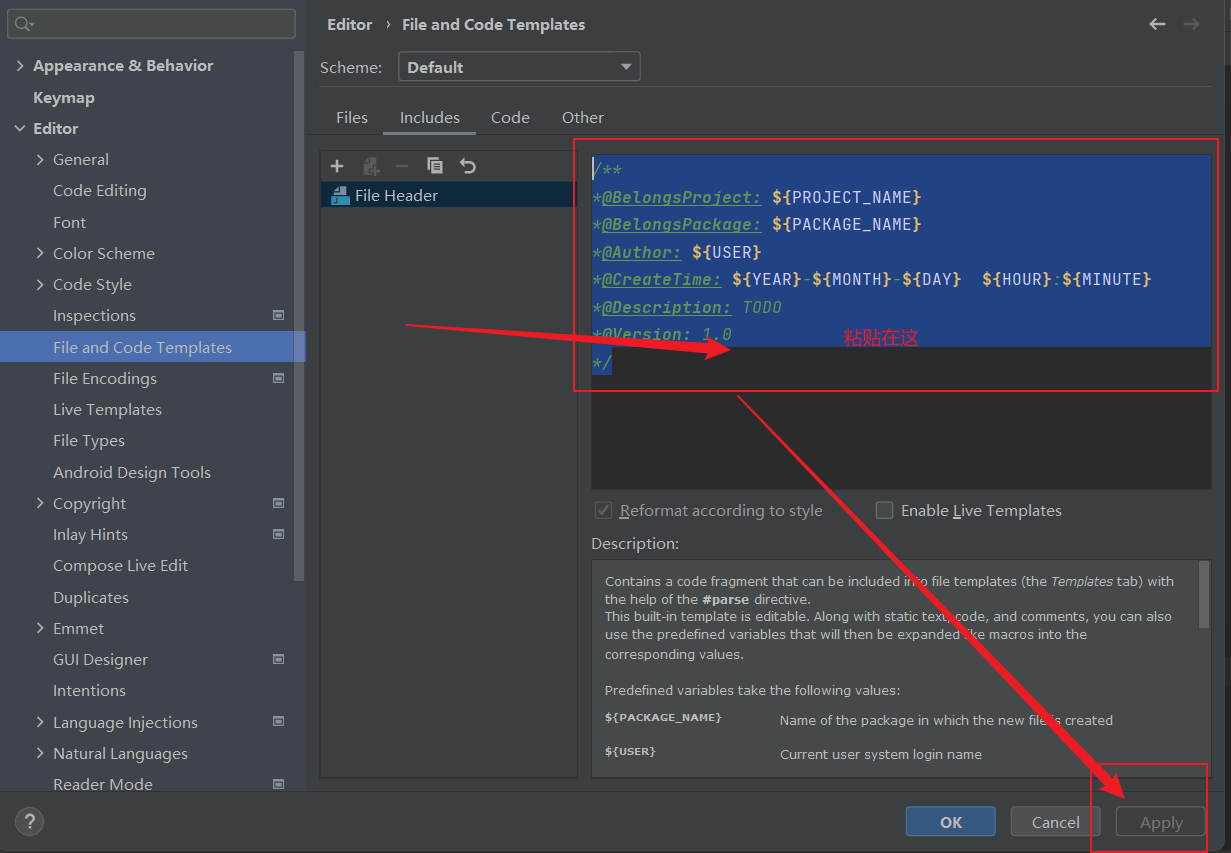 Editor › File and Code Templates
Scheme: Default
Appearance & Behavior
Keymap
Editor
General
Code Editing
Font
Color Scheme
Code Style
Inspections
File and Code Templates
File Encodings
Live Templates
File Types
Android Design Tools
Copyright
Inlay Hints
Compose Live Edit
Duplicates
Emmet
GUI Designer
Intentions
Language Injections
Natural Languages
Reader Mode
Files Includes Code Other
File Header
/**
*@BelongsProject: ${PROJECT_NAME}
*@BelongsPackage: ${PACKAGE_NAME}
*@Author: ${USER}
*@CreateTime: ${YEAR}-${MONTH}-${DAY}  ${HOUR}:${MINUTE}
*@Description: TODO
*@Version: 1.0
粘贴在这
*/
Reformat according to style Enable Live Templates
Description:
Contains a code fragment that can be included into file templates (the Templates tab) with
the help of the #parse directive.
This built-in template is editable. Along with static text, code, and comments, you can also
use the predefined variables that will then be expanded like macros into the
corresponding values.
Predefined variables take the following values:
${PACKAGE_NAME} Name of the package in which the new file is created
${USER} Current user system login name
? OK Cancel Apply